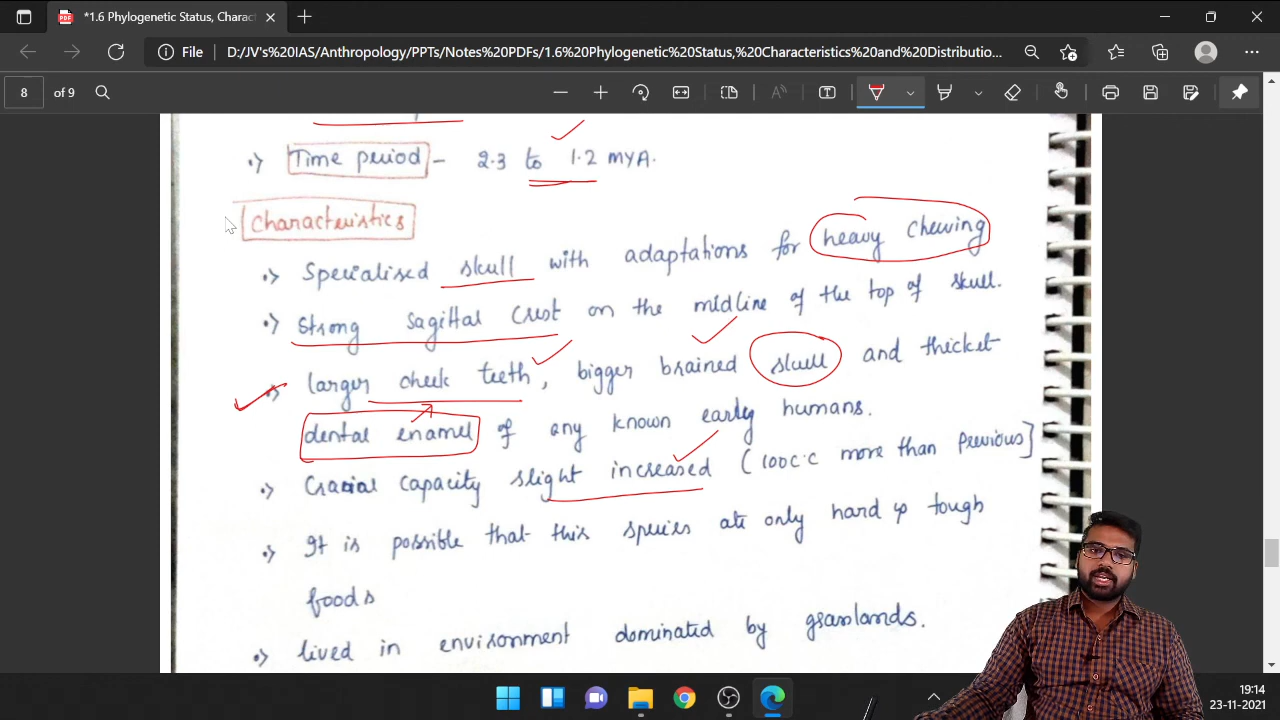 *1.6 Phylogenetic Status, Charact
File
D:/JV's%20IAS/Anthropology/PPTs/Notes%20PDFs/1.6%20Phylogenetic%20Status,%20Characteristics%20and%20Distributio...
8 of 9
Time period - 2.3 to 1.2 MYA.
Characteristics
Specialised skull with adaptations for heavy chewing
Strong sagittal Crest on the midline of the top of skull.
larger cheek teeth, bigger brained skull and thicket
dental enamel of any known early humans.
Cracial capacity slight increased (100C.C more than Previous]
It is possible that this species ate only hard & tough
foods
lived in environment dominated by grasslands.
19:14
23-11-2021